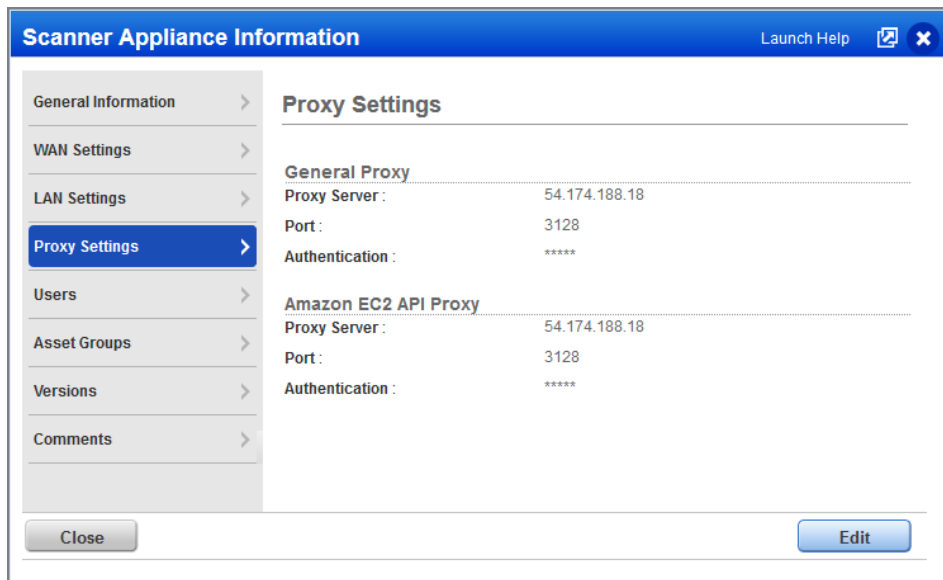 Scanner Appliance Information Launch Help
General Information
WAN Settings
LAN Settings
Proxy Settings
Users
Asset Groups
Versions
Comments
Proxy Settings
General Proxy
Proxy Server : 54.174.188.18
Port : 3128
Authentication : *****
Amazon EC2 API Proxy
Proxy Server : 54.174.188.18
Port : 3128
Authentication : *****
Close Edit